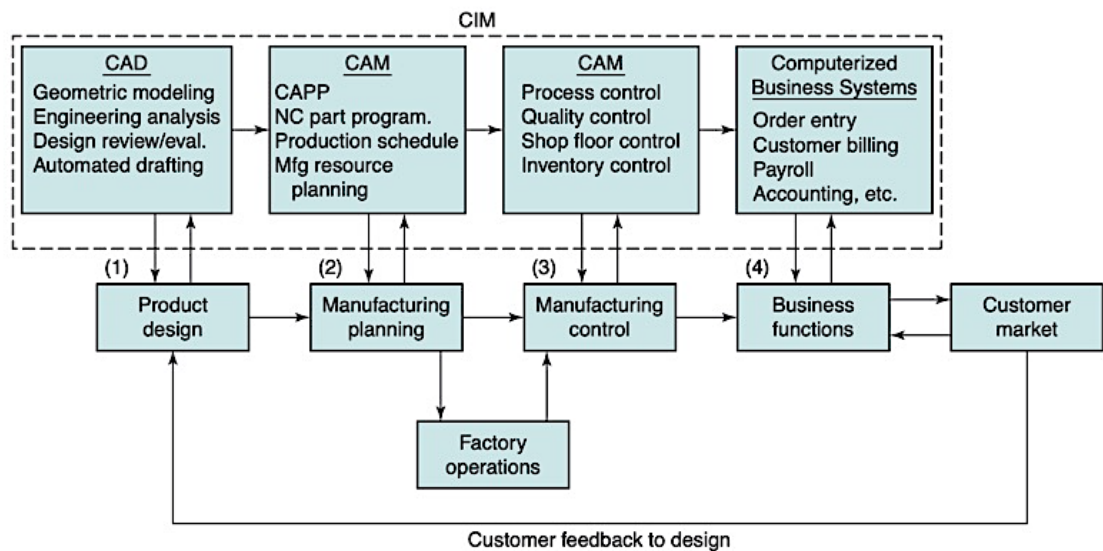 CIM
CAD
Geometric modeling
Engineering analysis
Design review/eval.
Automated drafting
CAM
CAPP
NC part program.
Production schedule
Mfg resource
planning
CAM
Process control
Quality control
Shop floor control
Inventory control
Computerized
Business Systems
Order entry
Customer billing
Payroll
Accounting, etc.
(1)
Product
design
(2)
Manufacturing
planning
(3)
Manufacturing
control
(4)
Business
functions
Customer
market
Factory
operations
Customer feedback to design